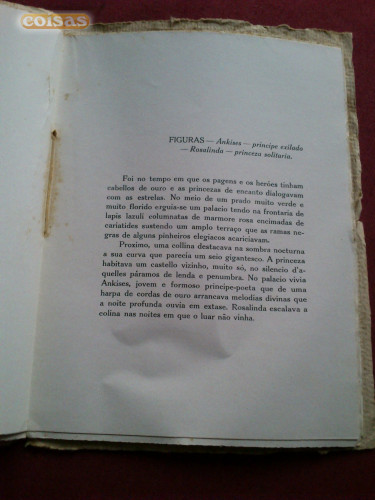 coisas
FIGURAS — Ankises — principe exilado
— Rosalinda — princeza solitaria.
Foi no tempo em que os pagens e os heróes tinham
cabellos de ouro e as princezas de encanto dialogavam
com as estrelas. No meio de um prado muito verde e
muito florido erguia-se um palacio tendo na frontaria de
lapis lazuli columnatas de marmore rosa encimadas de
cariatides sustendo um amplo terraço que as ramas ne-
gras de alguns pinheiros elegiacos acariciavam.
Proximo, uma collina destacava na sombra nocturna
a sua curva que parecia um seio gigantesco. A princeza
habitava um castello vizinho, muito só, no silencio d'a-
quelles páramos de lenda e penumbra. No palacio vivia
Ankises, jovem e formoso principe-poeta que de uma
harpa de cordas de ouro arrancava melodias divinas que
a noite profunda ouvia em extase. Rosalinda escalava a
colina nas noites em que o luar não vinha.